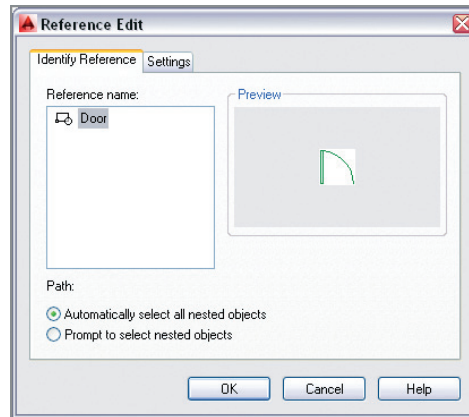 Reference Edit
Identify Reference Settings
Reference name:
Door
Preview
Path:
Automatically select all nested objects
Prompt to select nested objects
OK Cancel Help